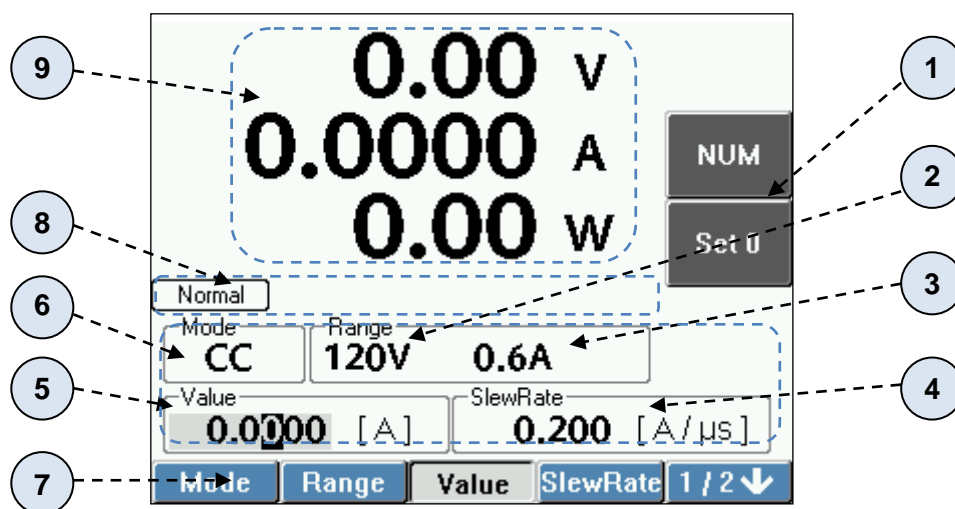 9
0.00 V
1
0.0000 A
NUM
2
0.00 W
8
Set 0
3
Normal
6
Mode
CC
Range
120V 0.6A
5
Value
0.0000 [A]
SlewRate
0.200 [A/μs]
4
7
Mode Range Value SlewRate 1/2